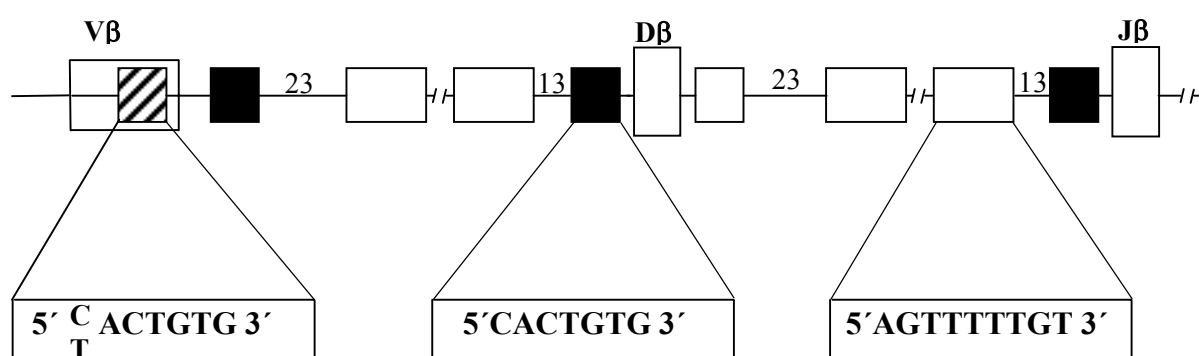 Vβ
Dβ
Jβ
23
13
23
13
5´ C ACTGTG 3´
T
5´CACTGTG 3´
5´AGTTTTTGT 3´